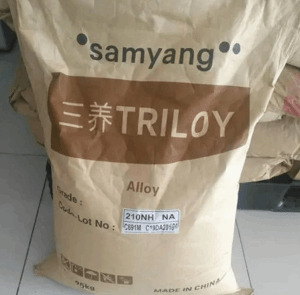 samyang
三养TRILOY
Alloy
Grade :
210NH NA
Code, Lot No. :
MADE IN CHINA